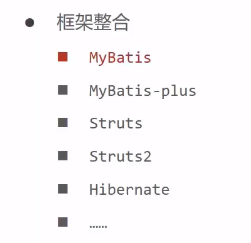 框架整合
MyBatis
MyBatis-plus
Struts
Struts2
Hibernate
……